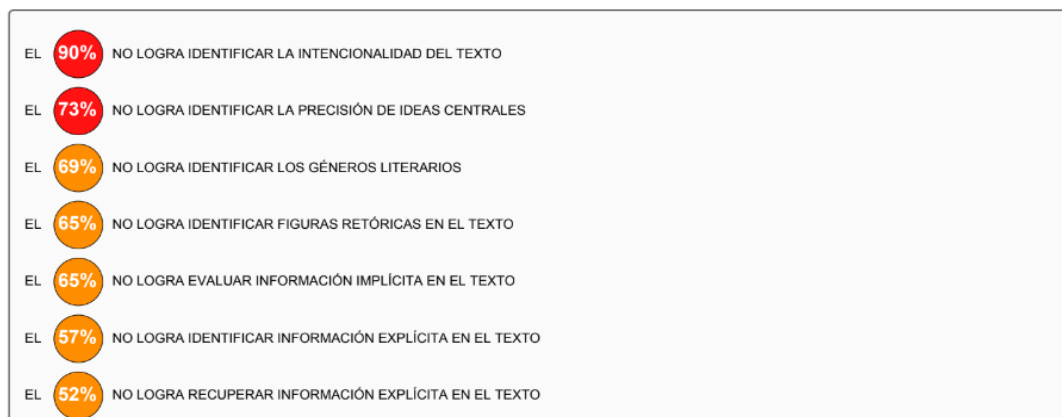 EL 90% NO LOGRA IDENTIFICAR LA INTENCIONALIDAD DEL TEXTO
EL 73% NO LOGRA IDENTIFICAR LA PRECISIÓN DE IDEAS CENTRALES
EL 69% NO LOGRA IDENTIFICAR LOS GÉNEROS LITERARIOS
EL 65% NO LOGRA IDENTIFICAR FIGURAS RETÓRICAS EN EL TEXTO
EL 65% NO LOGRA EVALUAR INFORMACIÓN IMPLÍCITA EN EL TEXTO
EL 57% NO LOGRA IDENTIFICAR INFORMACIÓN EXPLÍCITA EN EL TEXTO
EL 52% NO LOGRA RECUPERAR INFORMACIÓN EXPLÍCITA EN EL TEXTO